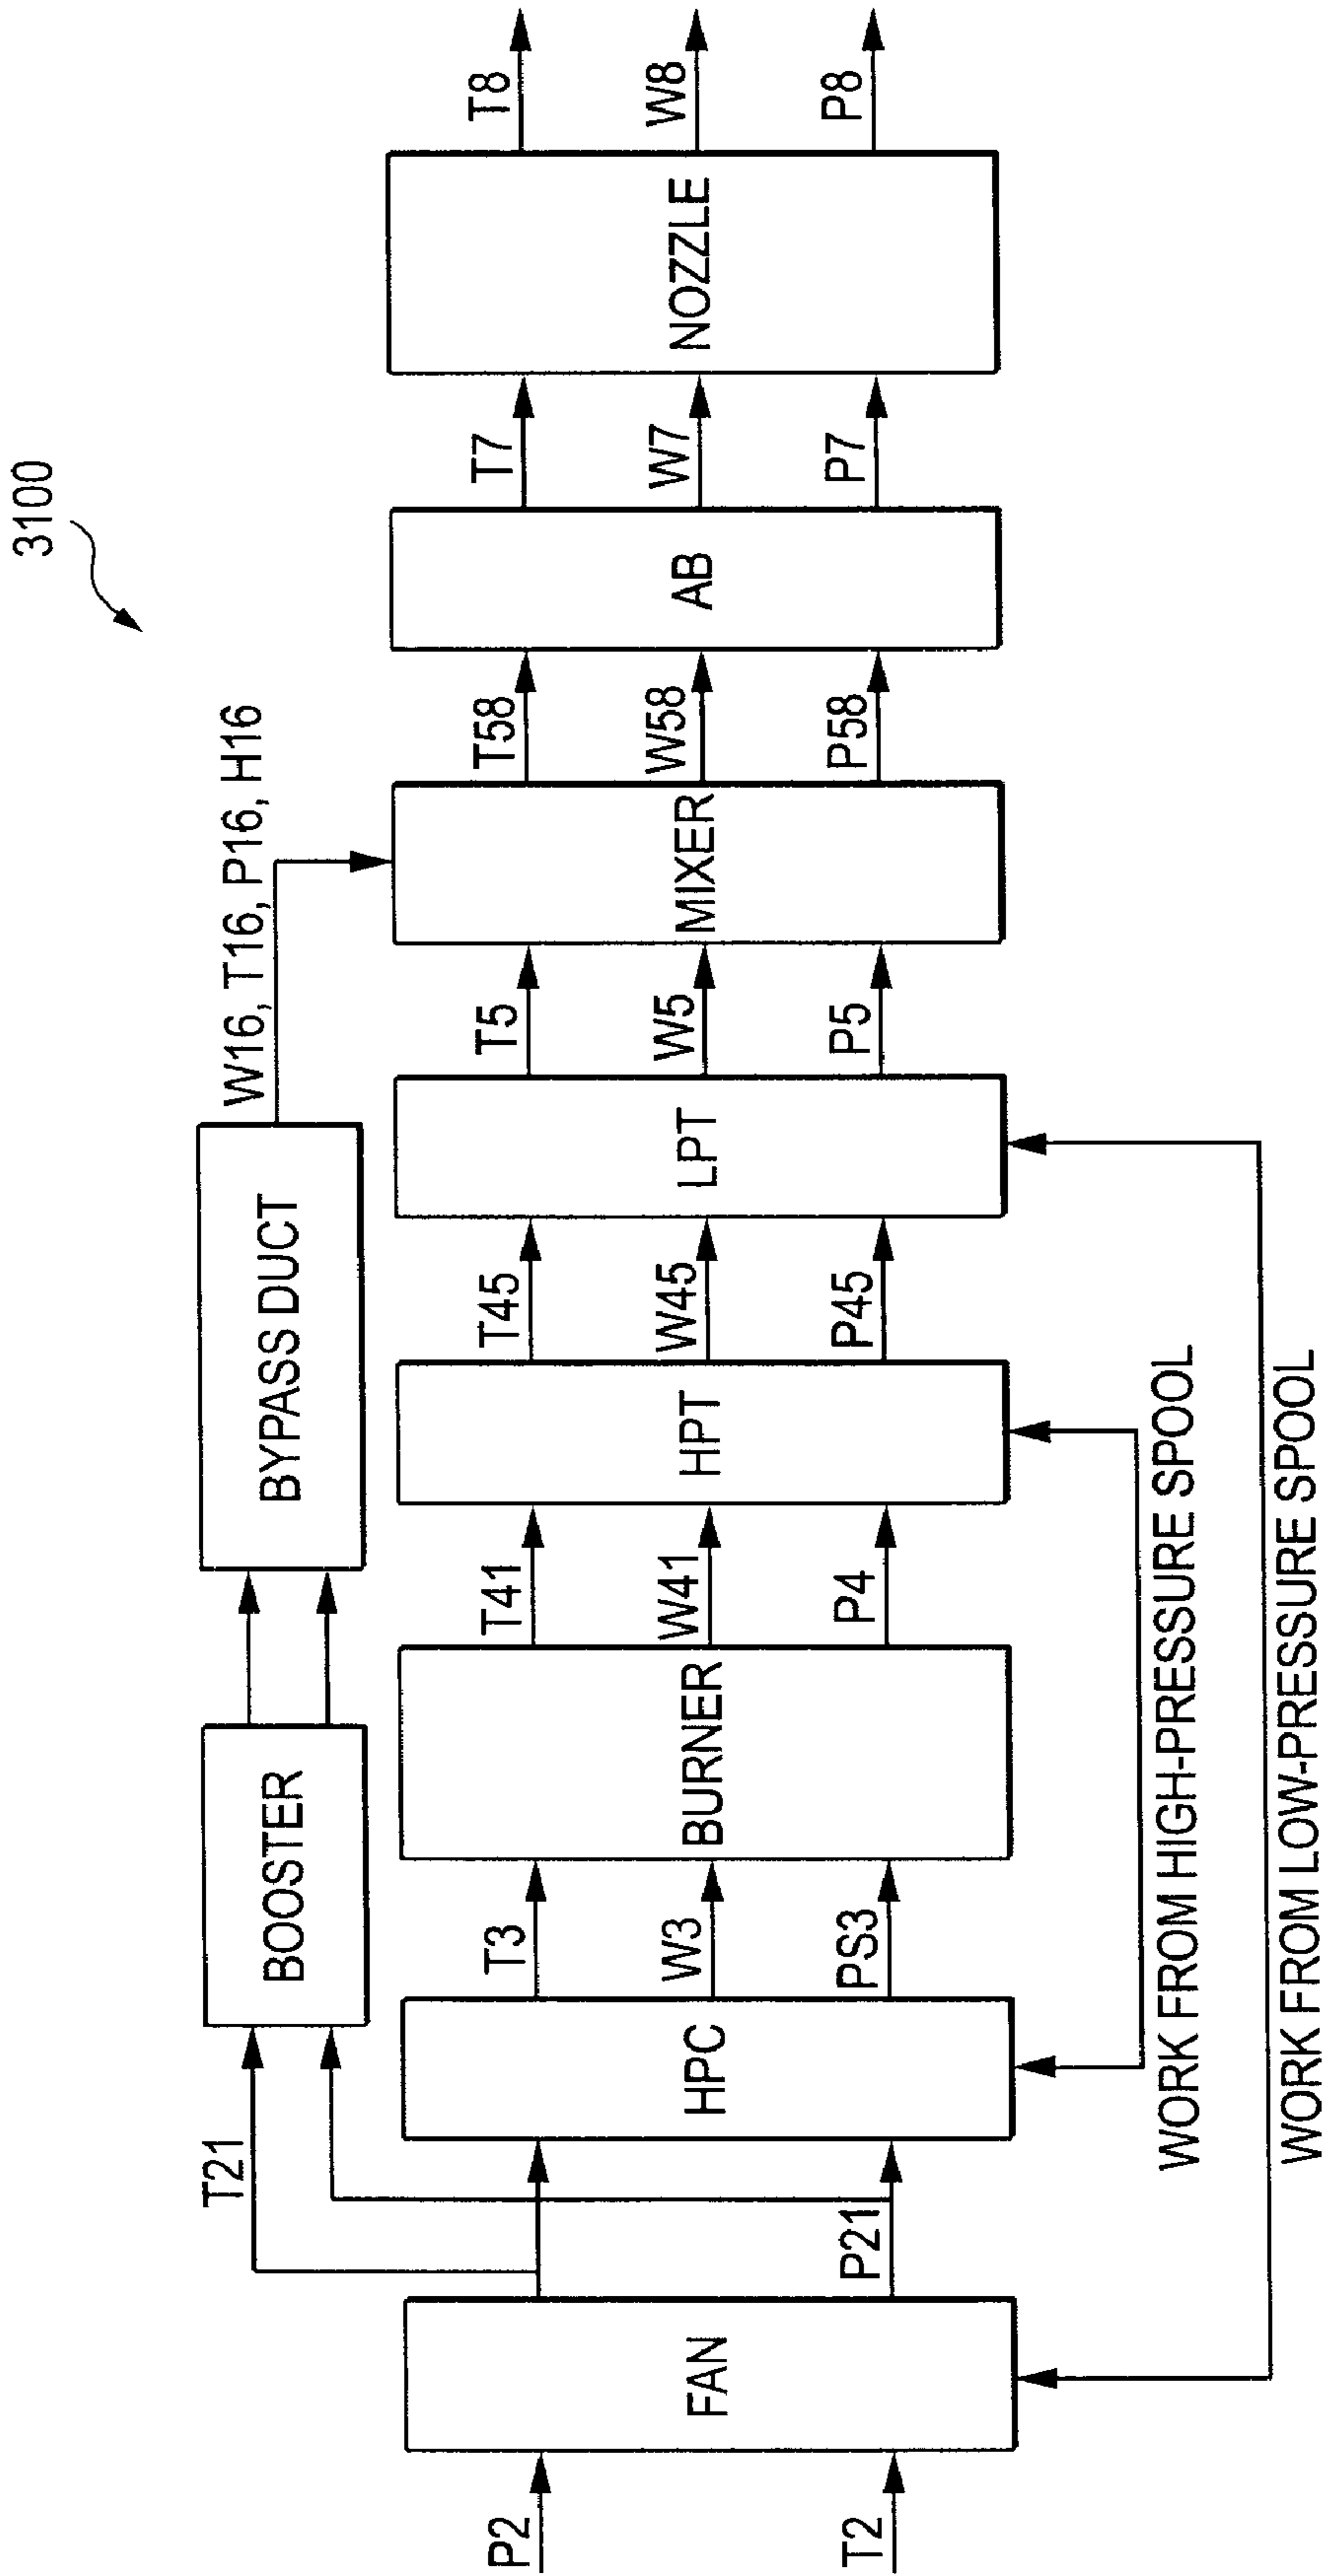 3100
W16, T16, P16, H16
T21
BOOSTER
BYPASS DUCT
P2
T2
FAN
P21
HPC
T3
W3
PS3
BURNER
T41
W41
P4
HPT
T45
W45
P45
LPT
T5
W5
P5
MIXER
T58
W58
P58
AB
T7
W7
P7
NOZZLE
T8
W8
P8
WORK FROM HIGH-PRESSURE SPOOL
WORK FROM LOW-PRESSURE SPOOL